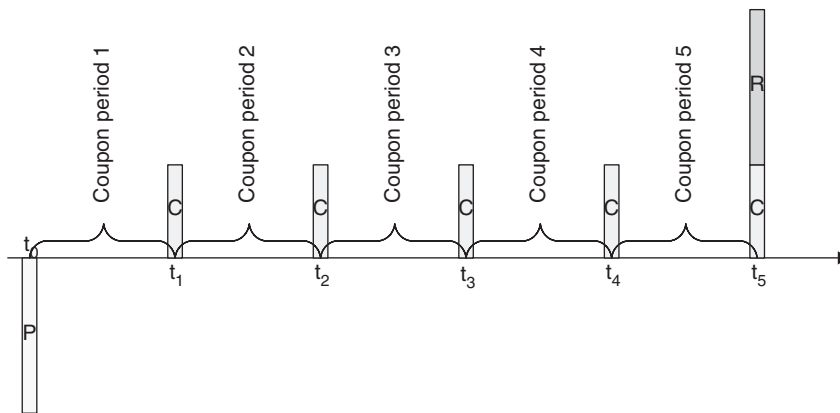 Coupon period 1
Coupon period 2
Coupon period 3
Coupon period 4
Coupon period 5
R
C
C
C
C
C
t0
t1
t2
t3
t4
t5
P